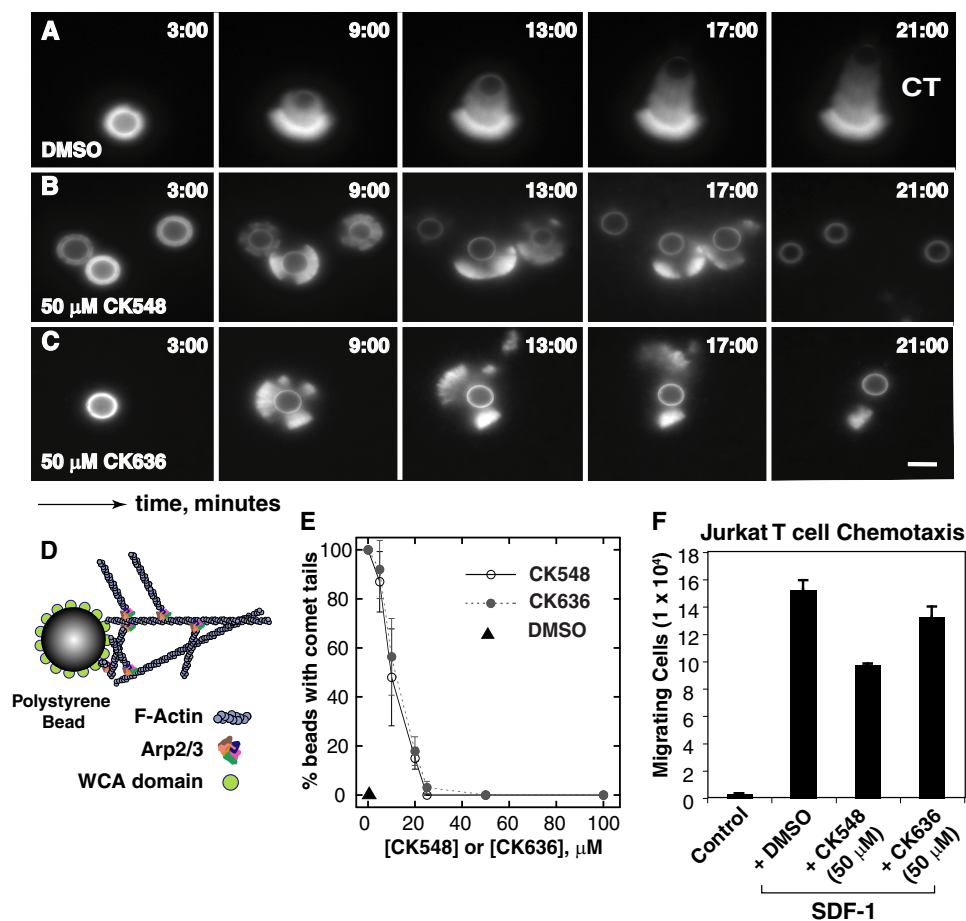 A 3:00 9:00 13:00 17:00 21:00
CT
DMSO
B 3:00 9:00 13:00 17:00 21:00
50 μM CK548
C 3:00 9:00 13:00 17:00 21:00
50 μM CK636
time, minutes
D
Polystyrene
Bead
F-Actin
Arp2/3
WCA domain
E
% beads with comet tails
100
80
60
40
20
0
CK548
CK636
DMSO
0 20 40 60 80 100
[CK548] or [CK636], μM
F
Jurkat T cell Chemotaxis
Migrating Cells (1 x 10⁴)
18
16
14
12
10
8
6
4
2
0
Control
+ DMSO
+ CK548
(50 μM)
+ CK636
(50 μM)
SDF-1